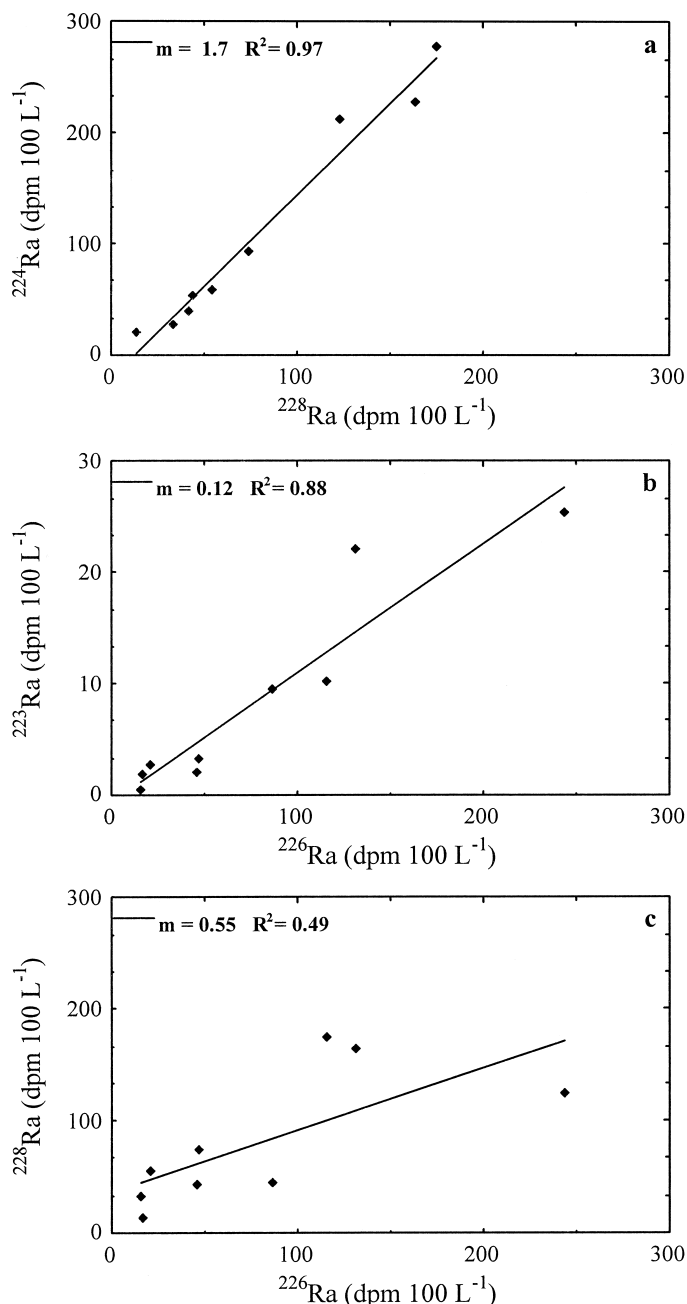 300
m = 1.7 R²= 0.97
a
200
100
0
²²⁴Ra (dpm 100 L⁻¹)
0 100 200 300
²²⁸Ra (dpm 100 L⁻¹)
30
m = 0.12 R²= 0.88
b
20
10
0
²²³Ra (dpm 100 L⁻¹)
0 100 200 300
²²⁶Ra (dpm 100 L⁻¹)
300
m = 0.55 R²= 0.49
c
200
100
0
²²⁸Ra (dpm 100 L⁻¹)
0 100 200 300
²²⁶Ra (dpm 100 L⁻¹)